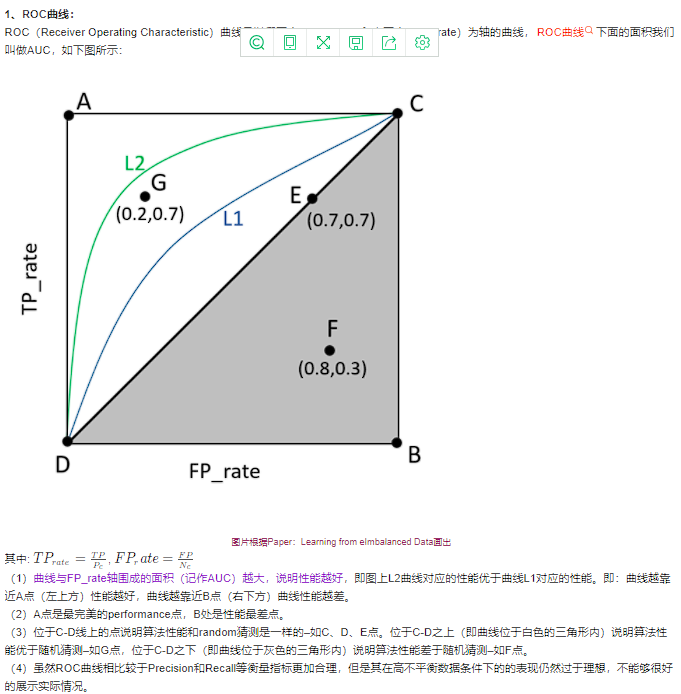 1、ROC曲线：
ROC（Receiver Operating Characteristic）曲线 rate）为轴的曲线， ROC曲线 下面的面积我们
叫做AUC，如下图所示：
A
C
L2
G
(0.2,0.7)
L1
E
(0.7,0.7)
TP_rate
F
(0.8,0.3)
D
FP_rate
B
图片根据Paper：Learning from eImbalanced Data画出
其中: TP_{rate} = \frac{TP}{P_C}, FP_rate = \frac{FP}{N_C}
（1）曲线与FP_rate轴围成的面积（记作AUC）越大，说明性能越好，即图上L2曲线对应的性能优于曲线L1对应的性能。即：曲线越靠
近A点（左上方）性能越好，曲线越靠近B点（右下方）曲线性能越差。
（2）A点是最完美的performance点，B处是性能最差点。
（3）位于C-D线上的点说明算法性能和random猜测是一样的–如C、D、E点。位于C-D之上（即曲线位于白色的三角形内）说明算法性
能优于随机猜测–如G点，位于C-D之下（即曲线位于灰色的三角形内）说明算法性能差于随机猜测–如F点。
（4）虽然ROC曲线相比较于Precision和Recall等衡量指标更加合理，但是其在高不平衡数据条件下的的表现仍然过于理想，不能够很好
的展示实际情况。